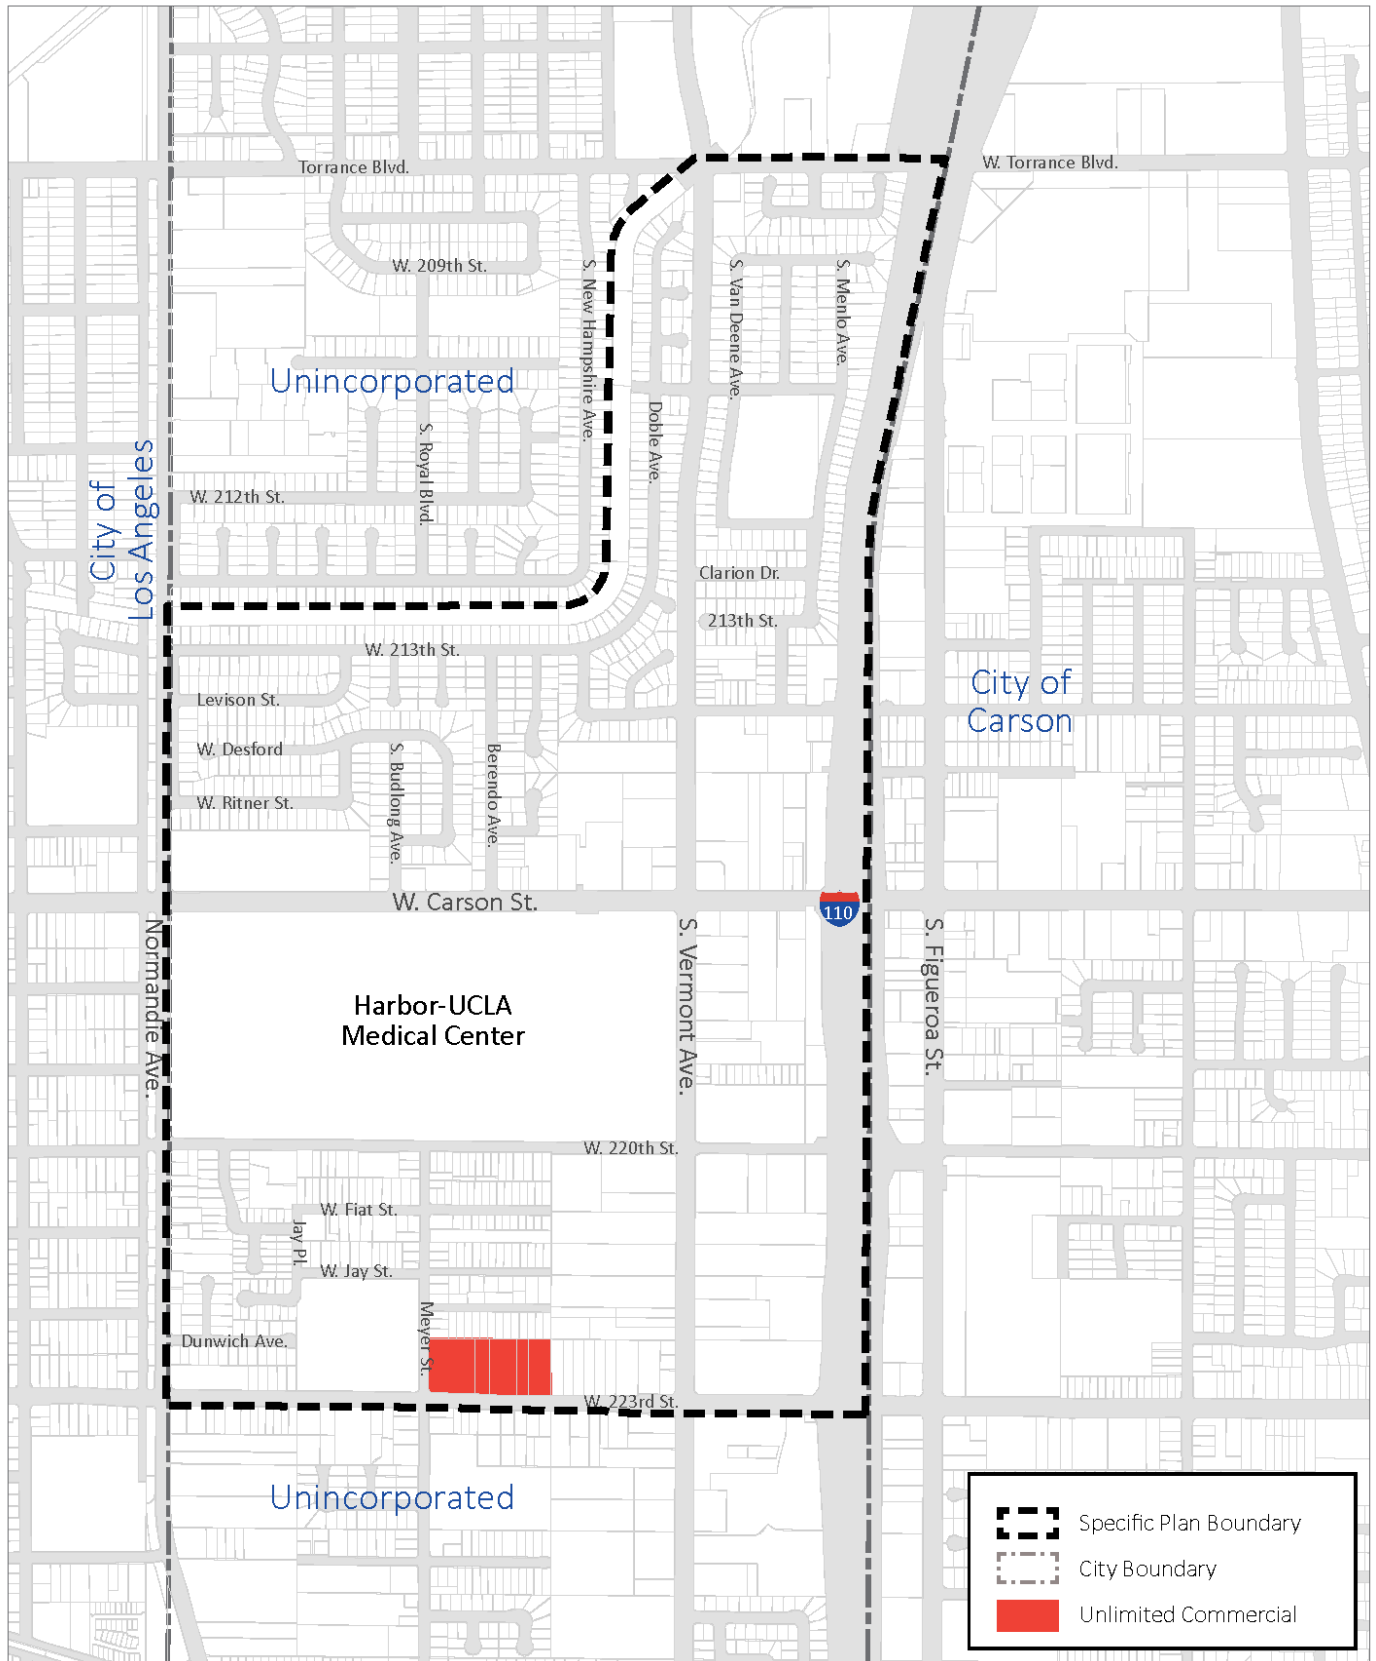 Torrance Blvd.
W. Torrance Blvd.
W. 209th St.
S. New Hampshire Ave.
S. Van Deene Ave.
S. Menlo Ave.
Unincorporated
Doble Ave.
S. Royal Blvd.
City of
Los Angeles
W. 212th St.
Clarion Dr.
213th St.
W. 213th St.
City of
Carson
Levison St.
W. Desford
S. Budlong Ave.
Berendo Ave.
W. Ritner St.
W. Carson St.
110
Normandie Ave.
S. Vermont Ave.
S. Figueroa St.
Harbor-UCLA
Medical Center
W. 220th St.
W. Fiat St.
Jay Pl.
W. Jay St.
Meyer St.
Dunwich Ave.
W. 223rd St.
Unincorporated
Specific Plan Boundary
City Boundary
Unlimited Commercial